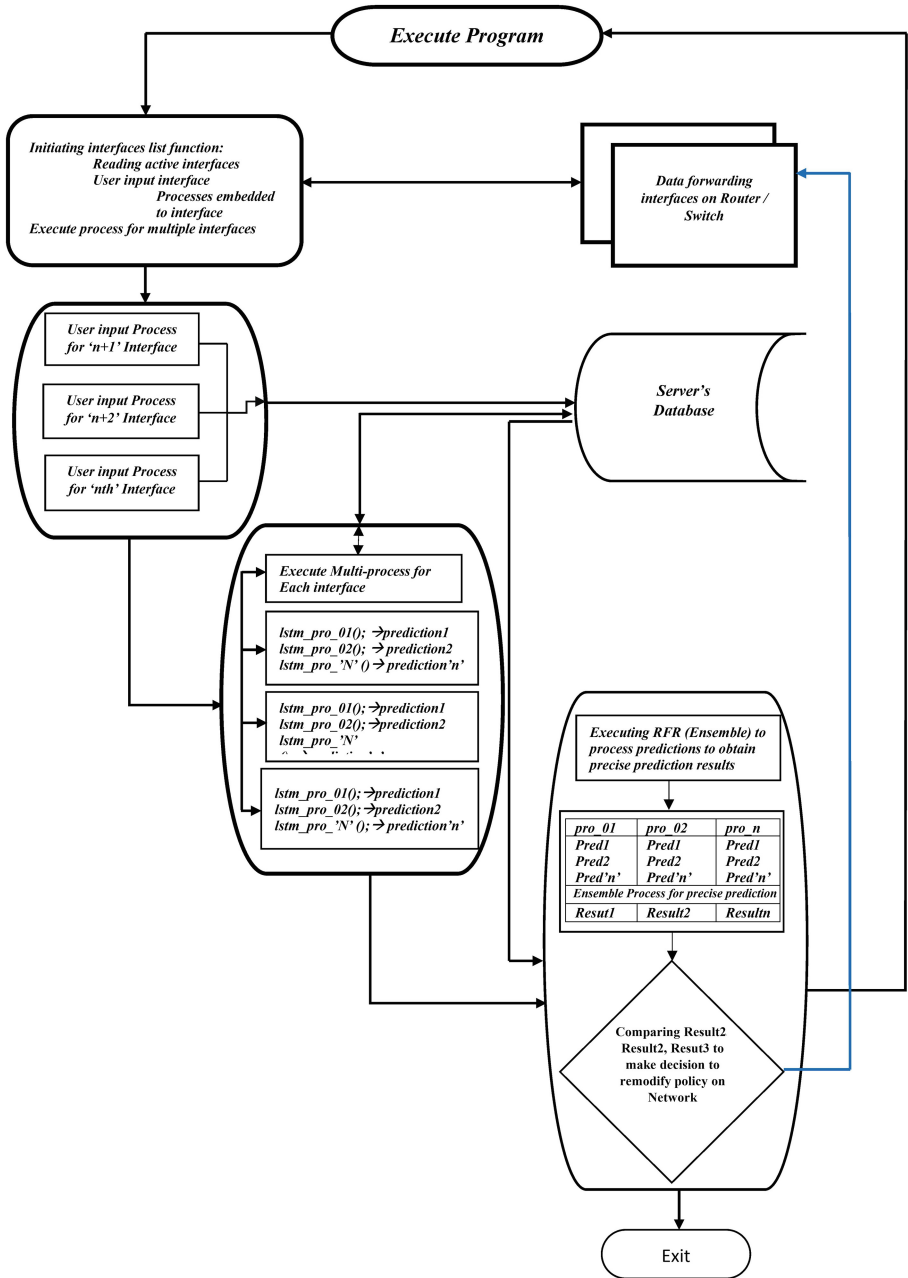 Execute Program
Initiating interfaces list function:
Reading active interfaces
User input interface
Processes embedded
to interface
Execute process for multiple interfaces
Data forwarding
interfaces on Router /
Switch
User input Process
for ‘n+1’ Interface
User input Process
for ‘n+2’ Interface
User input Process
for ‘nth’ Interface
Server's
Database
Execute Multi-process for
Each interface
lstm_pro_01(); →prediction1
lstm_pro_02(); → prediction2
lstm_pro_’N’ () → prediction’n’
lstm_pro_01(); →prediction1
lstm_pro_02(); →prediction2
lstm_pro_’N’
lstm_pro_01(); →prediction1
lstm_pro_02(); →prediction2
lstm_pro_’N’ (); → prediction’n’
Executing RFR (Ensemble) to
process predictions to obtain
precise prediction results
pro_01 pro_02 pro_n
Pred1 Pred1 Pred1
Pred2 Pred2 Pred2
Pred’n’ Pred’n’ Pred’n’
Ensemble Process for precise prediction
Resut1 Result2 Resultn
Comparing Result2
Result2, Resut3 to
make decision to
remodify policy on
Network
Exit